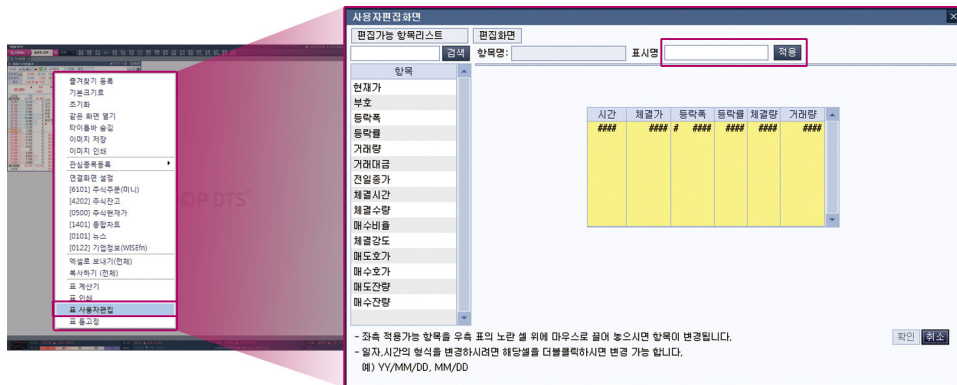 즐겨찾기 등록
기본크기로
초기화
같은 화면 열기
타이틀바 숨김
이미지 저장
이미지 인쇄
관심종목등록
연결화면 설정
[6101] 주식주문(미니)
[4202] 주식잔고
[0500] 주식현재가
[1401] 종합차트
[0101] 뉴스
[0122] 기업정보(WISEfn)
엑셀로 보내기(전체)
복사하기 (전체)
표 계산기
표 인쇄
표 사용자편집
표 틀고정
POP DTS
사용자편집화면
편집가능 항목리스트 편집화면
검색 항목명: 표시명 적용
항목
현재가
부호
등락폭
등락률
거래량
거래대금
전일종가
체결시간
체결수량
매수비율
체결강도
매도호가
매수호가
매도잔량
매수잔량
시간 체결가 등락폭 등락률 체결량 거래량
#### #### # #### #### #### ####
- 좌측 적용가능 항목을 우측 표의 노란 셀 위에 마우스로 끌어 놓으시면 항목이 변경됩니다.
- 일자,시간의 형식을 변경하시려면 해당셀을 더블클릭하시면 변경 가능 합니다.
예) YY/MM/DD, MM/DD
확인 취소